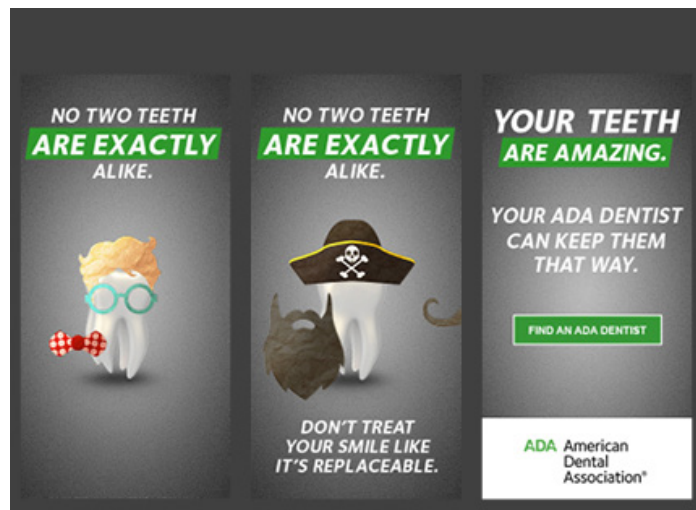 NO TWO TEETH
ARE EXACTLY
ALIKE.
NO TWO TEETH
ARE EXACTLY
ALIKE.
DON'T TREAT
YOUR SMILE LIKE
IT'S REPLACEABLE.
YOUR TEETH
ARE AMAZING.
YOUR ADA DENTIST
CAN KEEP THEM
THAT WAY.
FIND AN ADA DENTIST
ADA American
Dental
Association®